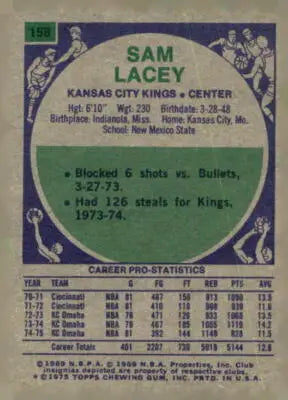 158
SAM
LACEY
KANSAS CITY KINGS • CENTER
Hgt: 6'10" Wgt: 230 Birthdate: 3-28-48
Birthplace: Indianola, Miss. Home: Kansas City, Mo.
School: New Mexico State
• Blocked 6 shots vs. Bullets,
3-27-73.
• Had 126 steals for Kings,
1973-74.
CAREER PRO-STATISTICS
YEAR TEAM G FG FT REB PTS AVG
70-71 Cincinnati NBA 81 467 156 913 1090 13.5
71-72 Cincinnati NBA 81 410 119 968 939 11.6
72-73 KC Omaha NBA 79 471 126 933 1068 13.5
73-74 KC Omaha NBA 79 467 185 1055 1119 14.2
74-75 KC Omaha NBA 81 392 144 1149 928 11.5
Career Totals 401 2207 730 5018 5144 12.8
© 1969 N.B.P.A. © 1969 N.B.A. Properties, Inc. Club
insignias depicted are property of respective clubs.
© 1975 TOPPS CHEWING GUM, INC. PRTD. IN U.S.A.